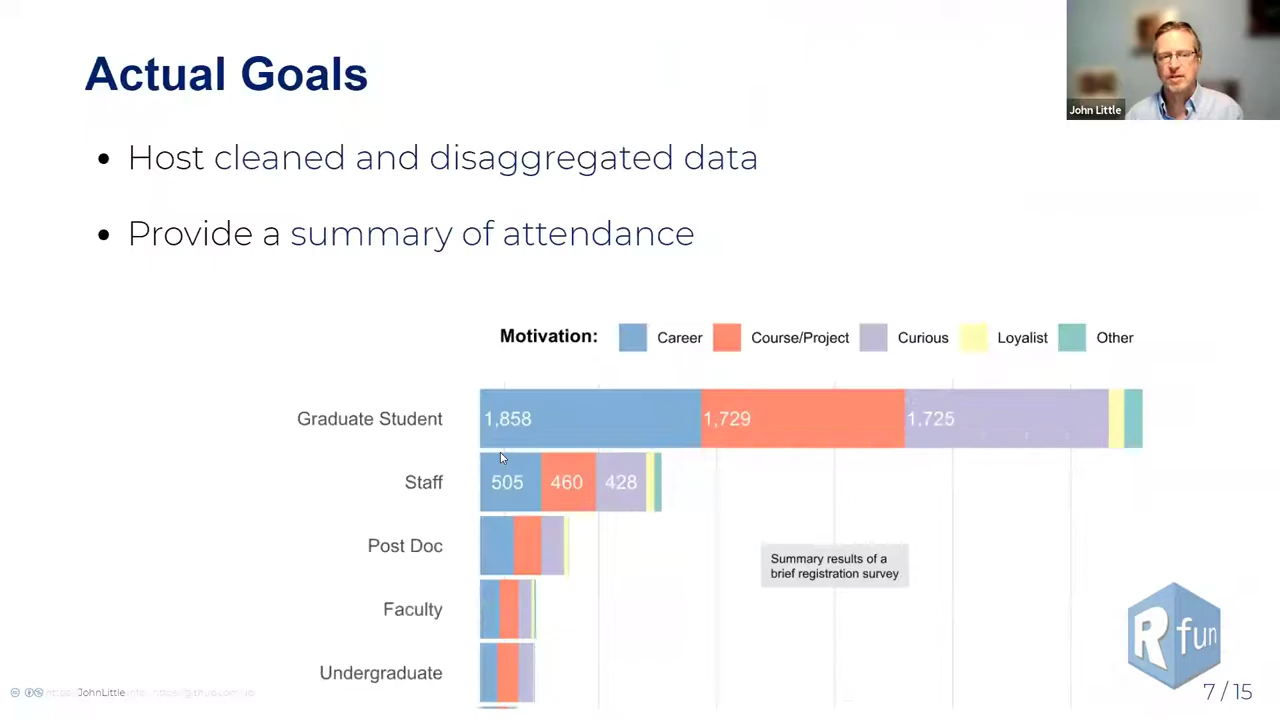 Actual Goals
John Little
• Host cleaned and disaggregated data
• Provide a summary of attendance
Motivation: Career Course/Project Curious Loyalist Other
Graduate Student 1,858 1,729 1,725
Staff 505 460 428
Post Doc
Summary results of a
brief registration survey
Faculty
Undergraduate
R fun
JohnLittle
7 / 15